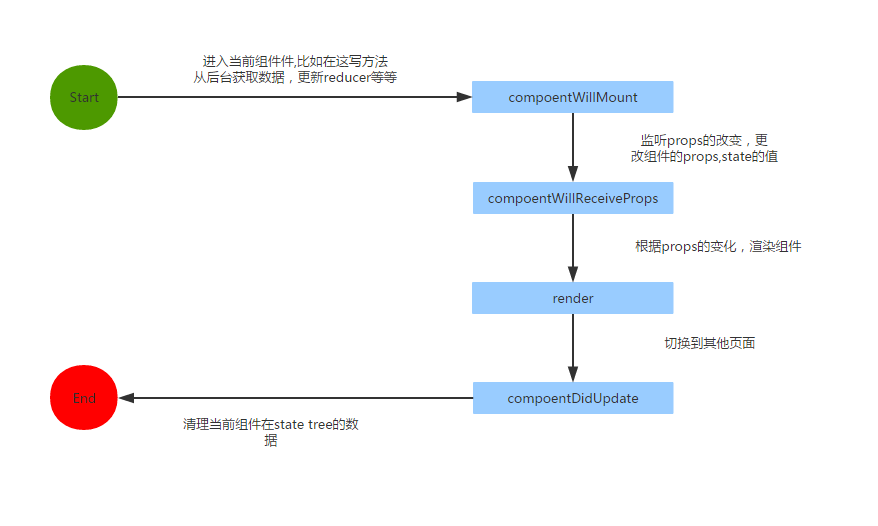 进入当前组件件,比如在这写方法
从后台获取数据，更新reducer等等
Start
compoentWillMount
监听props的改变，更
改组件的props,state的值
compoentWillReceiveProps
根据props的变化，渲染组件
render
切换到其他页面
End
compoentDidUpdate
清理当前组件在state tree的数
据